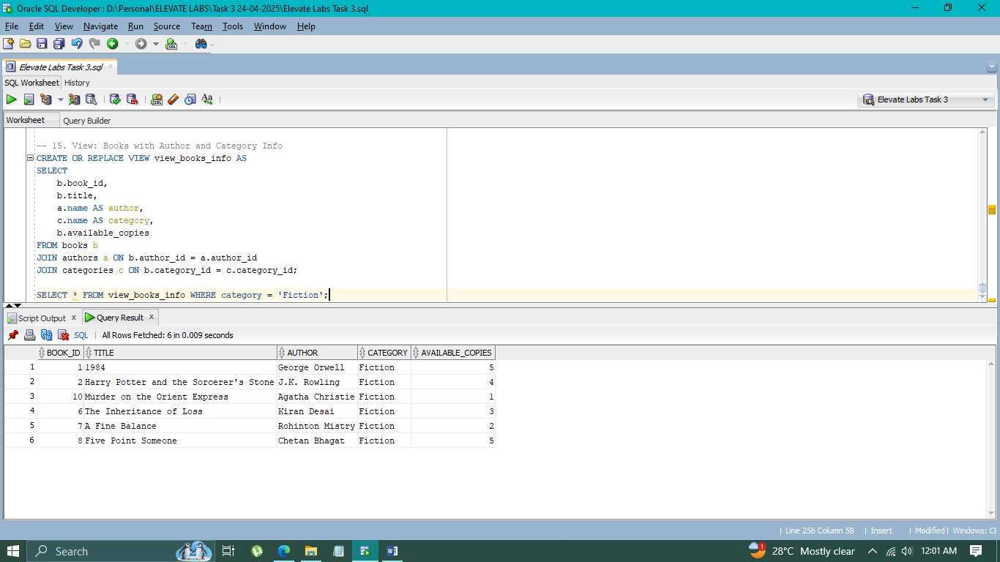 Oracle SQL Developer : D:\Personal\ELEVATE LABS\Task 3 24-04-2025\Elevate Labs Task 3.sql
File Edit View Navigate Run Source Team Tools Window Help
SQL
Elevate Labs Task 3.sql ×
SQL Worksheet History
SQL Aa
Elevate Labs Task 3
Worksheet Query Builder
-- 15. View: Books with Author and Category Info
CREATE OR REPLACE VIEW view_books_info AS
SELECT
b.book_id,
b.title,
a.name AS author,
c.name AS category,
b.available_copies
FROM books b
JOIN authors a ON b.author_id = a.author_id
JOIN categories c ON b.category_id = c.category_id;
SELECT * FROM view_books_info WHERE category = 'Fiction';
Script Output x Query Result x
SQL | All Rows Fetched: 6 in 0.009 seconds
BOOK_ID TITLE AUTHOR CATEGORY AVAILABLE_COPIES
1 1 1984 George Orwell Fiction 5
2 2 Harry Potter and the Sorcerer's Stone J.K. Rowling Fiction 4
3 10 Murder on the Orient Express Agatha Christie Fiction 1
4 6 The Inheritance of Loss Kiran Desai Fiction 3
5 7 A Fine Balance Rohinton Mistry Fiction 2
6 8 Five Point Someone Chetan Bhagat Fiction 5
| Line 256 Column 58 | Insert | Modified | Windows: CF
Search 1 28°C Mostly clear 12:01 AM